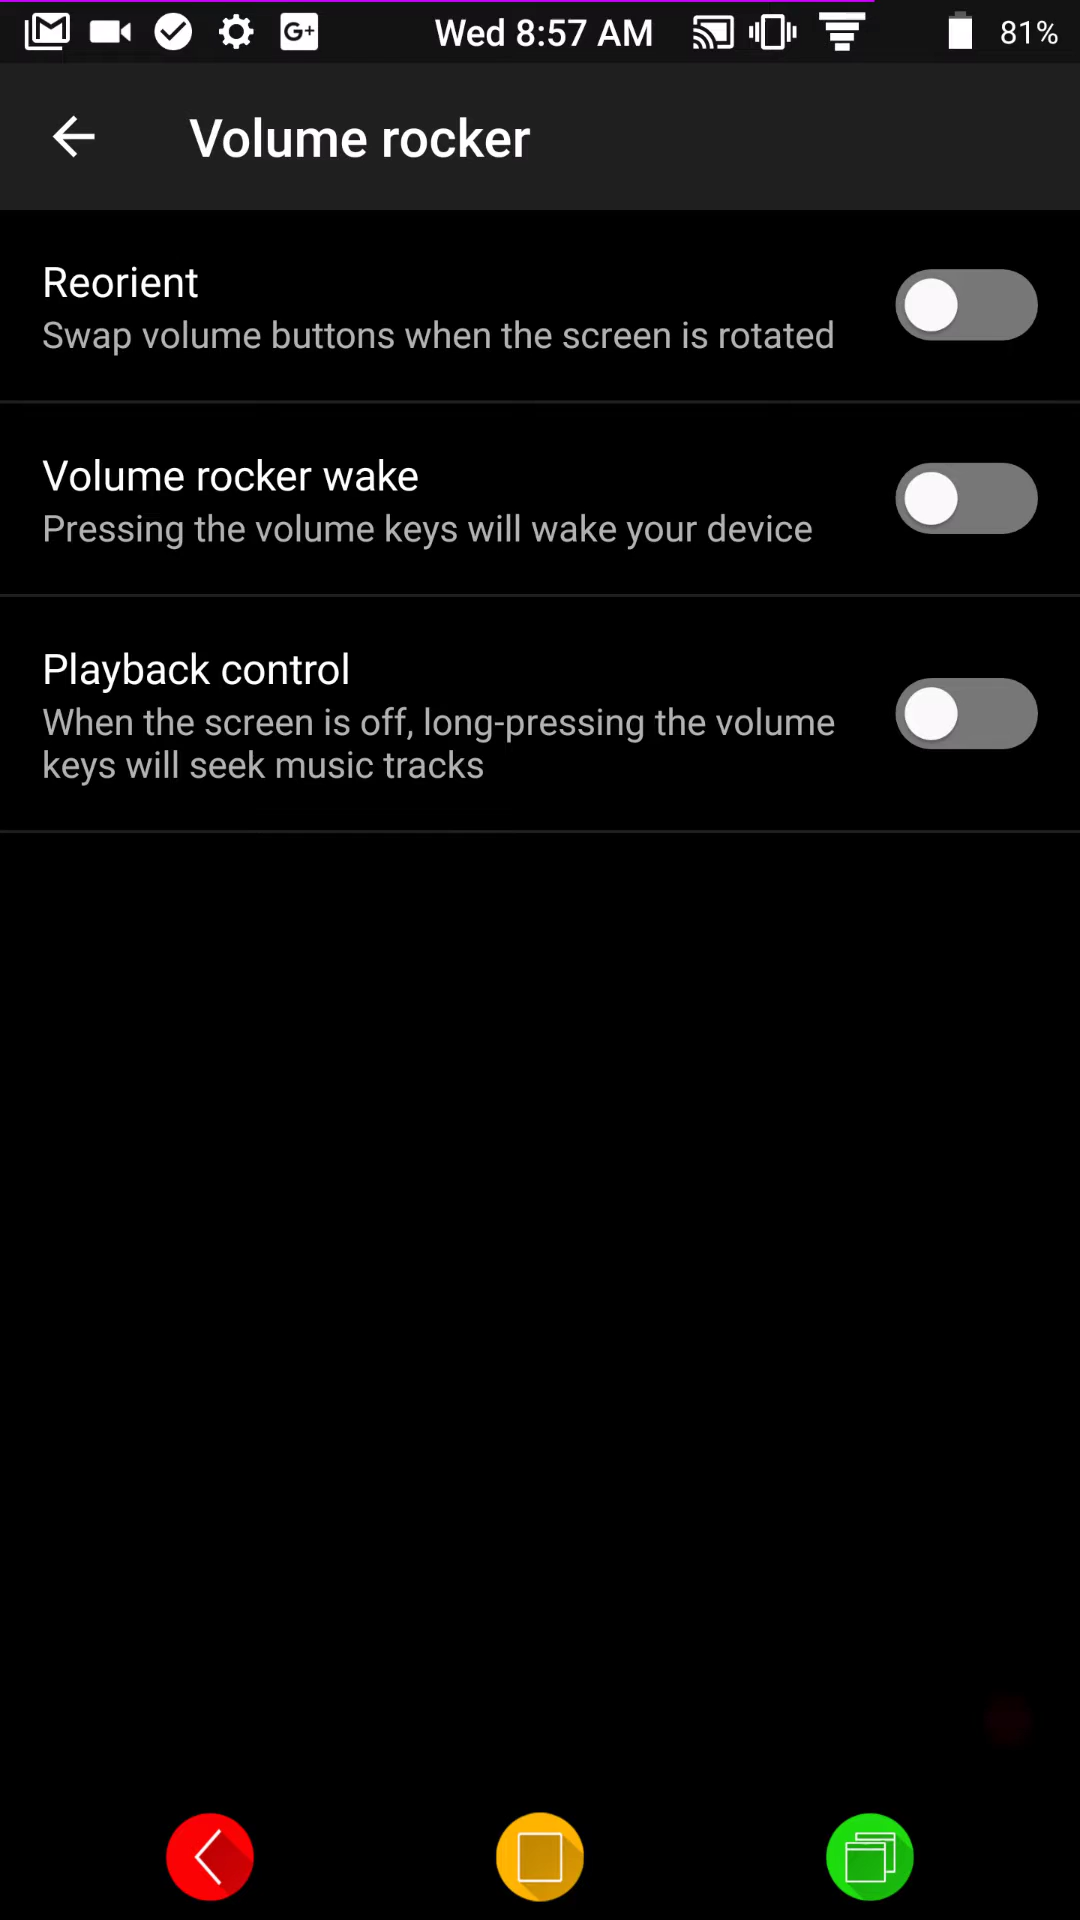 G+ Wed 8:57 AM 81%
Volume rocker
Reorient
Swap volume buttons when the screen is rotated
Volume rocker wake
Pressing the volume keys will wake your device
Playback control
When the screen is off, long-pressing the volume
keys will seek music tracks